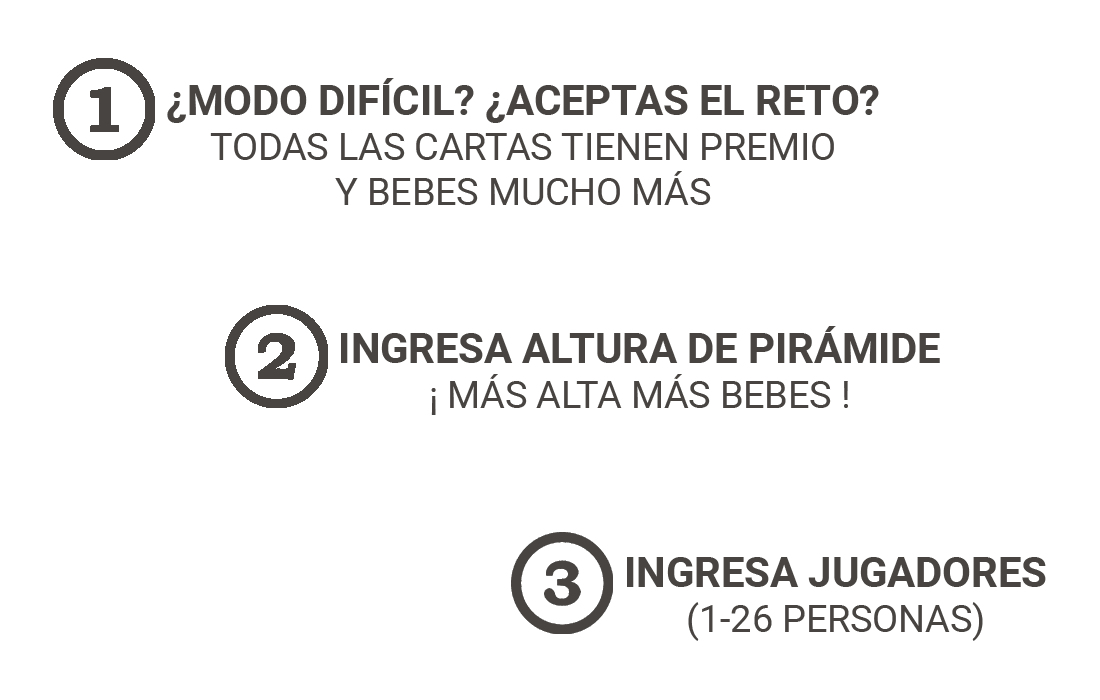 1 ¿MODO DIFÍCIL? ¿ACEPTAS EL RETO?
TODAS LAS CARTAS TIENEN PREMIO
Y BEBES MUCHO MÁS
2 INGRESA ALTURA DE PIRÁMIDE
¡ MÁS ALTA MÁS BEBES !
3 INGRESA JUGADORES
(1-26 PERSONAS)